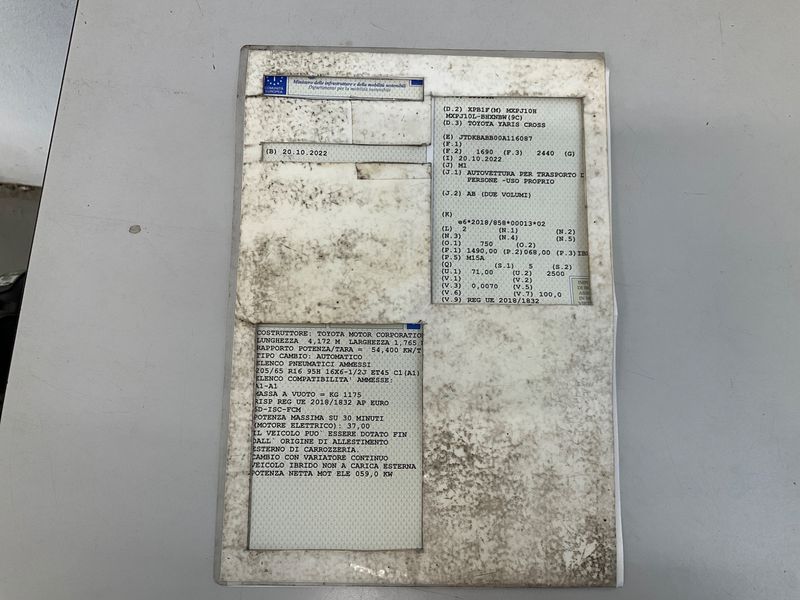 COMUNITÀ
EUROPEA
Ministero delle infrastrutture e della mobilità sostenibili
Dipartimento per la mobilità sostenibile
(B) 20.10.2022
(D.2) XPB1F(M) MXPJ10H
MXPJ10L-BHXNBW(9C)
(D.3) TOYOTA YARIS CROSS
(E) JTDKBABB00A116087
(F.1)
(F.2) 1690 (F.3) 2440 (G)
(I) 20.10.2022
(J) M1
(J.1) AUTOVETTURA PER TRASPORTO D
PERSONE -USO PROPRIO
(J.2) AB (DUE VOLUMI)
(K)
e6*2018/858*00013*02
(L) 2 (N.1) (N.2)
(N.3) (N.4) (N.5)
(O.1) 750 (O.2)
(P.1) 1490,00 (P.2)068,00 (P.3)IB
(P.5) M15A
(Q) (S.1) 5 (S.2)
(U.1) 71,00 (U.2) 2500
(V.1) (V.2)
(V.3) 0,0070 (V.5)
(V.6) (V.7) 100,0
(V.9) REG UE 2018/1832
COSTRUTTORE: TOYOTA MOTOR CORPORATIO
LUNGHEZZA 4,172 M LARGHEZZA 1,765
RAPPORTO POTENZA/TARA = 54,400 KW/T
TIPO CAMBIO: AUTOMATICO
ELENCO PNEUMATICI AMMESSI
205/65 R16 95H 16X6-1/2J ET45 C1(A1)
ELENCO COMPATIBILITA' AMMESSE:
A1-A1
MASSA A VUOTO = KG 1175
RISP REG UE 2018/1832 AP EURO
6D-ISC-FCM
POTENZA MASSIMA SU 30 MINUTI
(MOTORE ELETTRICO): 37,00
IL VEICOLO PUO` ESSERE DOTATO FIN
DALL` ORIGINE DI ALLESTIMENTO
ESTERNO DI CARROZZERIA.
CAMBIO CON VARIATORE CONTINUO
VEICOLO IBRIDO NON A CARICA ESTERNA
POTENZA NETTA MOT ELE 059,0 KW